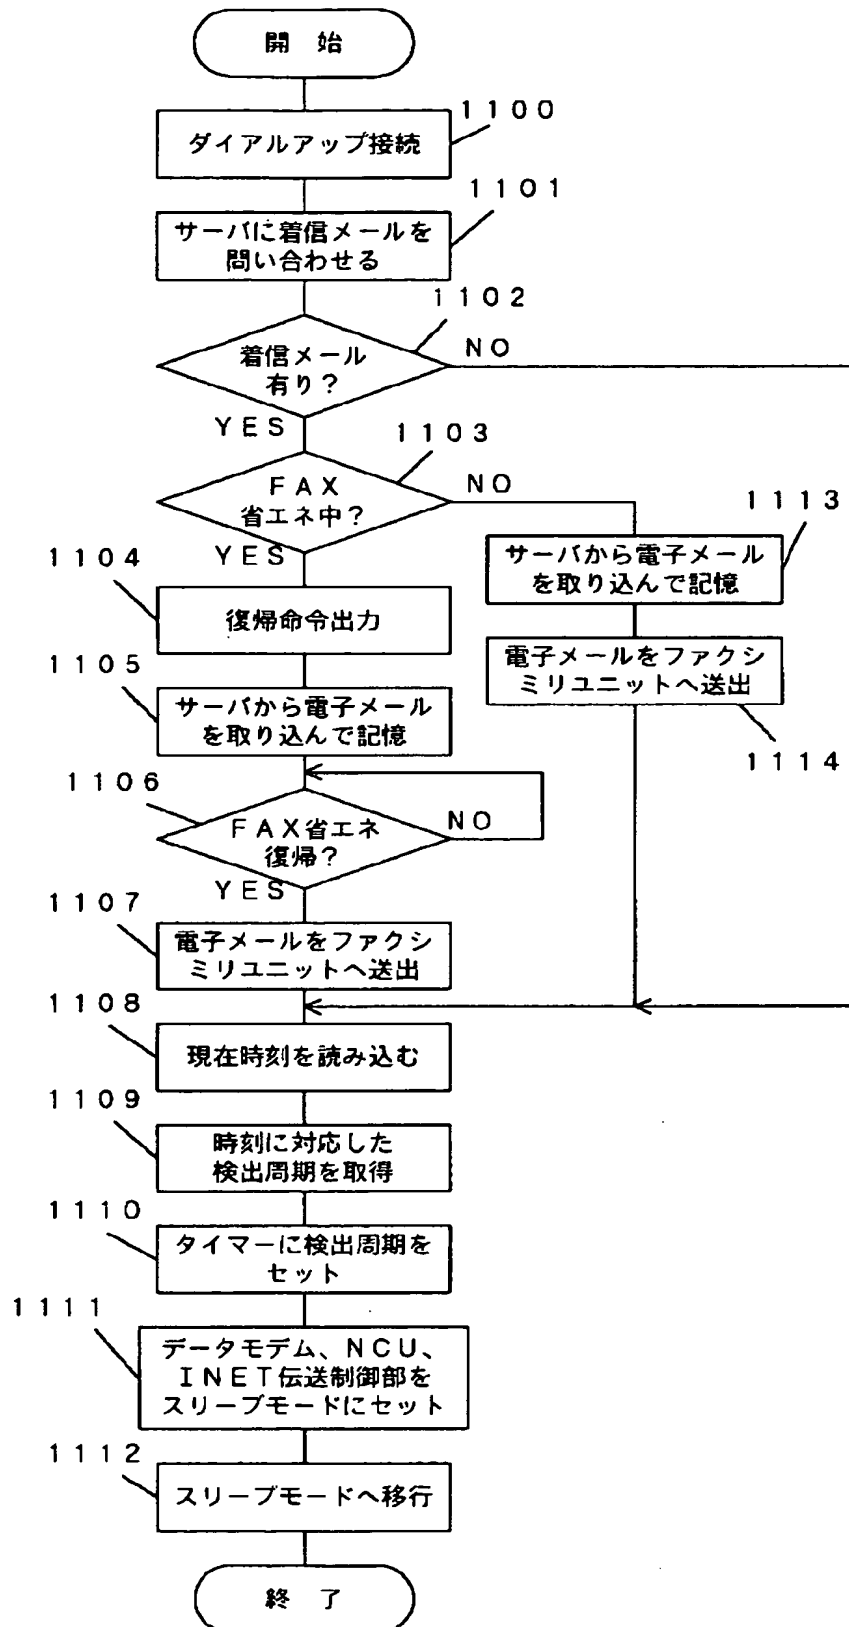 開 始
1100
ダイアルアップ接続
1101
サーバに着信メールを
問い合わせる
1102
着信メール
有り?
NO
YES
1103
FAX
省エネ中?
NO
YES
1113
サーバから電子メール
を取り込んで記憶
1104
復帰命令出力
電子メールをファクシ
ミリユニットへ送出
1114
1105
サーバから電子メール
を取り込んで記憶
1106
FAX省エネ
復帰?
NO
YES
1107
電子メールをファクシ
ミリユニットへ送出
1108
現在時刻を読み込む
1109
時刻に対応した
検出周期を取得
1110
タイマーに検出周期を
セット
1111
データモデム、NCU、
INET伝送制御部を
スリープモードにセット
1112
スリープモードへ移行
終 了